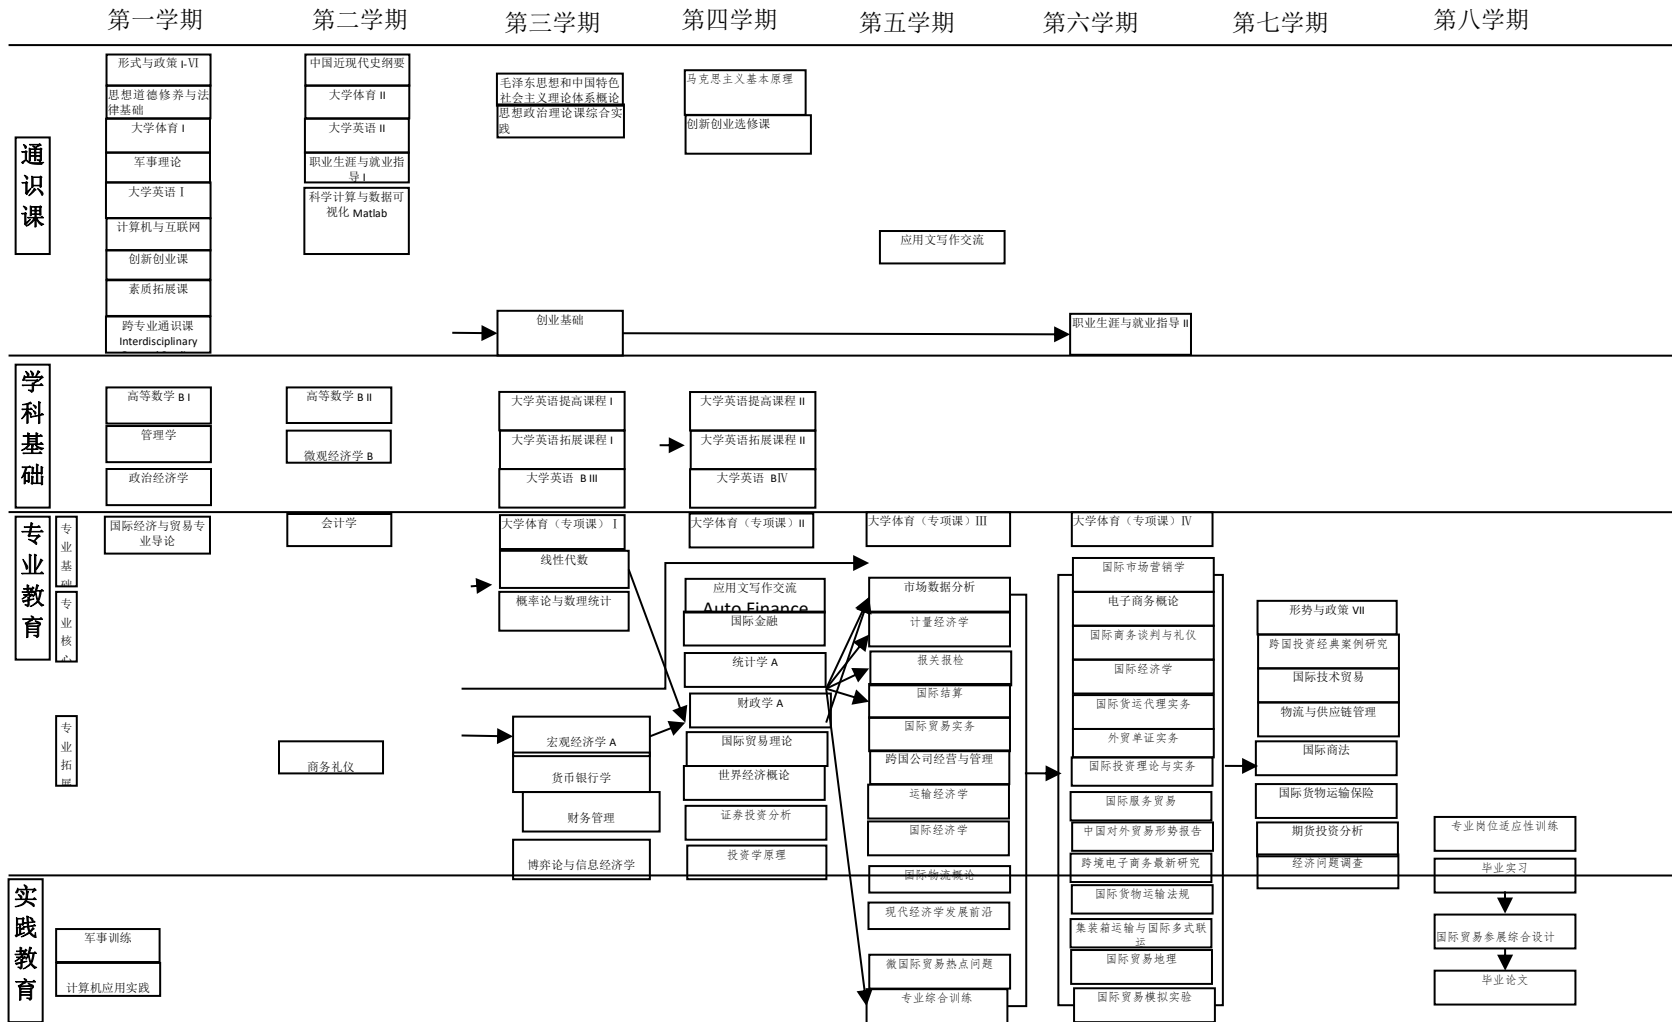 第一学期
第二学期
第三学期
第四学期
第五学期
第六学期
第七学期
第八学期
通
识
课
形式与政策 I-VI
思想道德修养与法
律基础
大学体育 I
军事理论
大学英语 I
计算机与互联网
创新创业课
素质拓展课
跨专业通识课
Interdisciplinary
中国近现代史纲要
大学体育 II
大学英语 II
职业生涯与就业指
导 I
科学计算与数据可
视化 Matlab
毛泽东思想和中国特色
社会主义理论体系概论
思想政治理论课综合实
践
创业基础
马克思主义基本原理
创新创业选修课
应用文写作交流
职业生涯与就业指导 II
学
科
基
础
高等数学 B I
管理学
政治经济学
高等数学 B II
微观经济学 B
大学英语提高课程 I
大学英语拓展课程 I
大学英语 B III
大学英语提高课程 II
大学英语拓展课程 II
大学英语 BIV
专
业
教
育
专
业
基
础
专
业
核
心
专
业
拓
展
国际经济与贸易专
业导论
会计学
商务礼仪
大学体育（专项课） I
线性代数
概率论与数理统计
宏观经济学 A
货币银行学
财务管理
博弈论与信息经济学
大学体育（专项课）II
应用文写作交流
Auto Finance
国际金融
统计学 A
财政学 A
国际贸易理论
世界经济概论
证券投资分析
投资学原理
大学体育（专项课）III
市场数据分析
计量经济学
报关报检
国际结算
国际贸易实务
跨国公司经营与管理
运输经济学
国际经济学
国际物流概论
现代经济学发展前沿
微国际贸易热点问题
专业综合训练
大学体育（专项课）IV
国际市场营销学
电子商务概论
国际商务谈判与礼仪
国际经济学
国际货运代理实务
外贸单证实务
国际投资理论与实务
国际服务贸易
中国对外贸易形势报告
跨境电子商务最新研究
国际货物运输法规
集装箱运输与国际多式联
运
国际贸易地理
国际贸易模拟实验
形势与政策 VII
跨国投资经典案例研究
国际技术贸易
物流与供应链管理
国际商法
国际货物运输保险
期货投资分析
经济问题调查
专业岗位适应性训练
毕业实习
国际贸易参展综合设计
毕业论文
实
践
教
育
军事训练
计算机应用实践